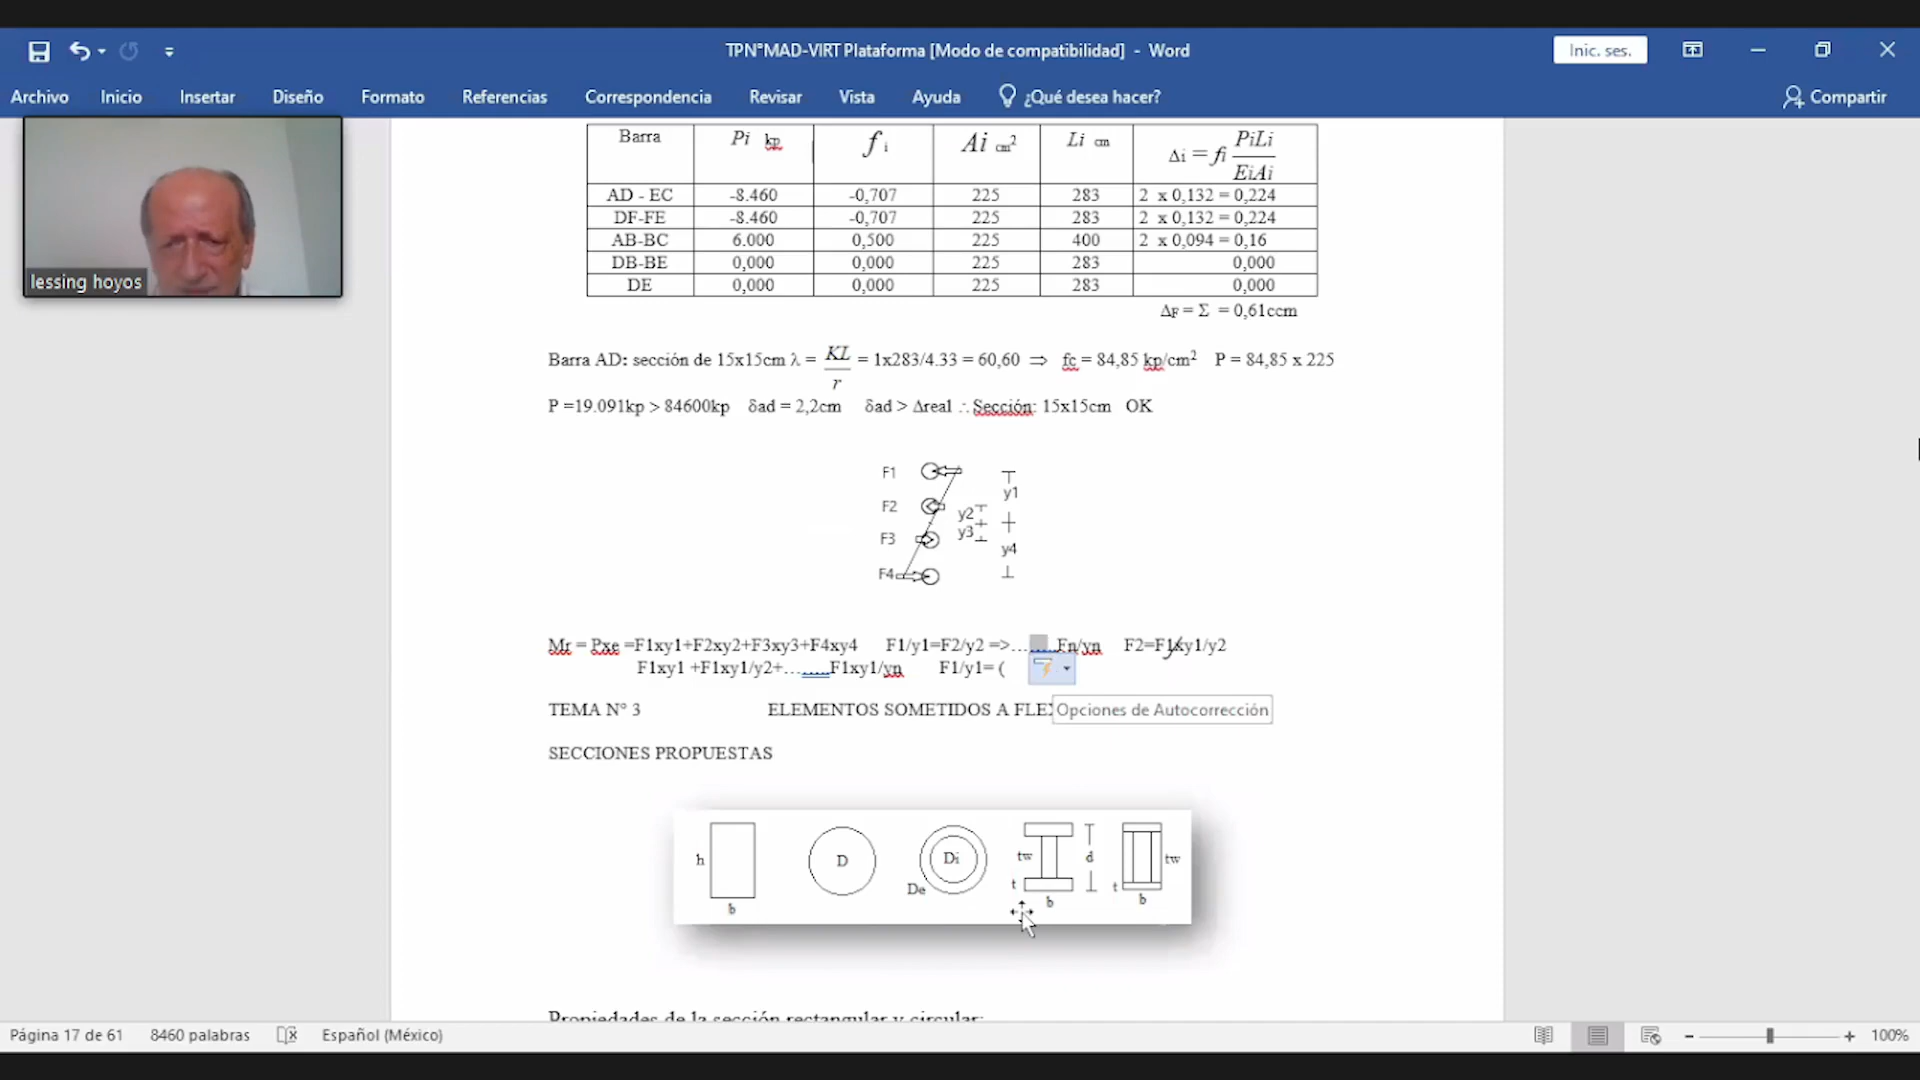 TPN°MAD-VIRT Plataforma [Modo de compatibilidad] - Word
Inic. ses.
Archivo Inicio Insertar Diseño Formato Referencias Correspondencia Revisar Vista Ayuda ¿Qué desea hacer? Compartir
lessing hoyos
Barra Pi kp f i Ai cm² Li cm Δi = fi PiLi / EiAi
AD - EC -8.460 -0,707 225 283 2 x 0,132 = 0,224
DF-FE -8.460 -0,707 225 283 2 x 0,132 = 0,224
AB-BC 6.000 0,500 225 400 2 x 0,094 = 0,16
DB-BE 0,000 0,000 225 283 0,000
DE 0,000 0,000 225 283 0,000
ΔF = Σ = 0,61ccm
Barra AD: sección de 15x15cm λ = KL / r = 1x283/4.33 = 60,60 ⇒ fc = 84,85 kp/cm² P = 84,85 x 225
P =19.091kp > 84600kp δad = 2,2cm δad > Δreal ∴ Sección: 15x15cm OK
F1
y1
F2
y2
F3
y3
y4
F4
Mr = Pxe =F1xy1+F2xy2+F3xy3+F4xy4 F1/y1=F2/y2 =>........Fn/yn F2=F1xy1/y2
F1xy1 +F1xy1/y2+........F1xy1/yn F1/y1= (
TEMA N° 3 ELEMENTOS SOMETIDOS A FLE
Opciones de Autocorrección
SECCIONES PROPUESTAS
h b
D
Di De
tw t d b
tw t b
Propiedades de la sección rectangular y circular:
Página 17 de 61 8460 palabras Español (México) 100%